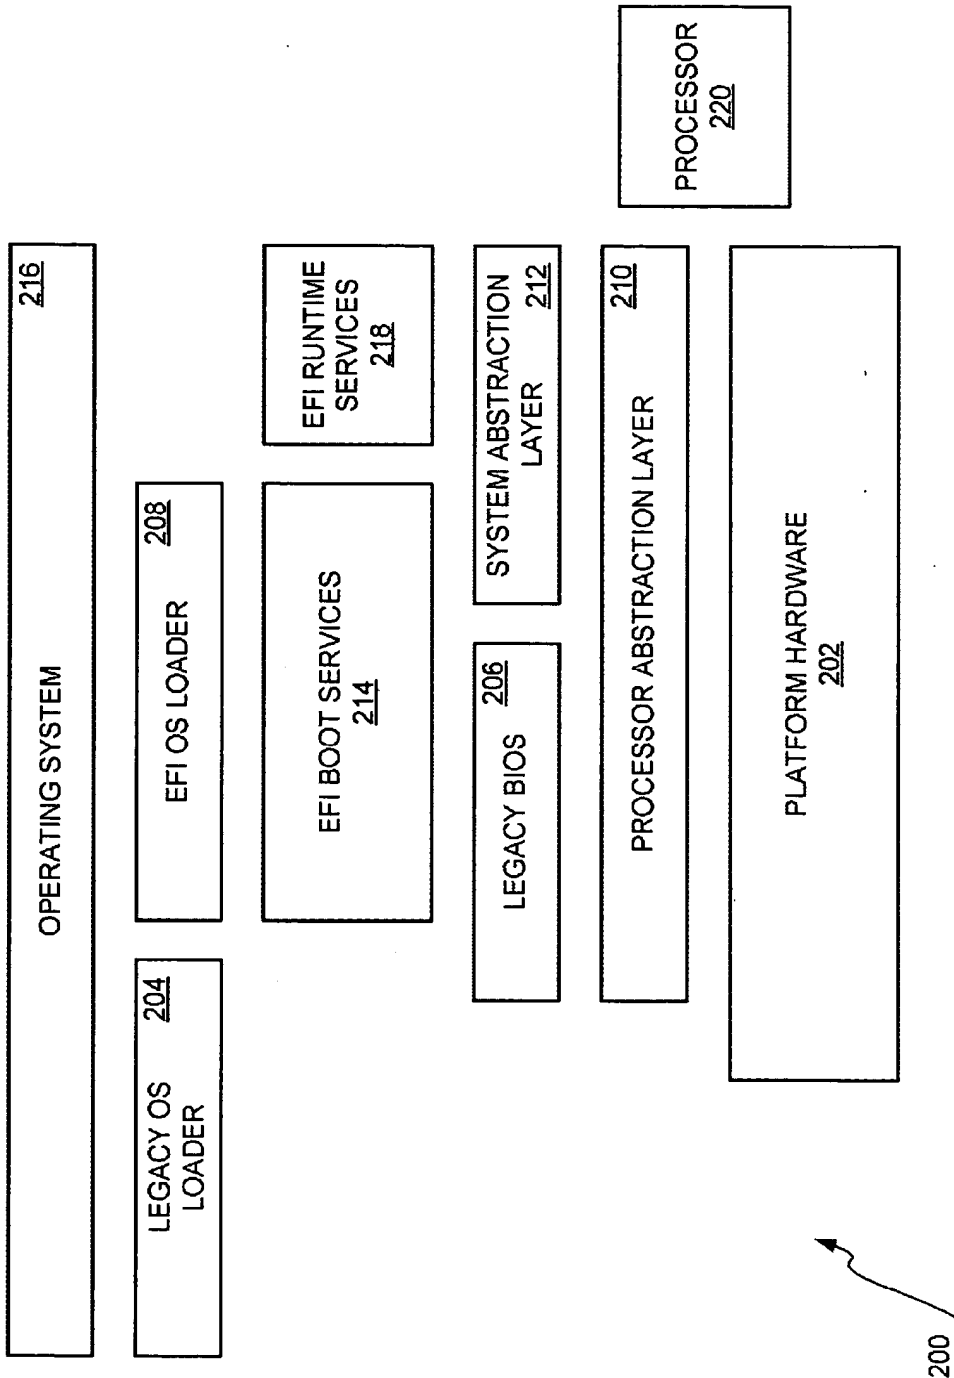 OPERATING SYSTEM
216
LEGACY OS
LOADER
204
EFI OS LOADER
208
EFI BOOT SERVICES
214
EFI RUNTIME
SERVICES
218
LEGACY BIOS
206
SYSTEM ABSTRACTION
LAYER
212
PROCESSOR ABSTRACTION LAYER
210
PLATFORM HARDWARE
202
PROCESSOR
220
200